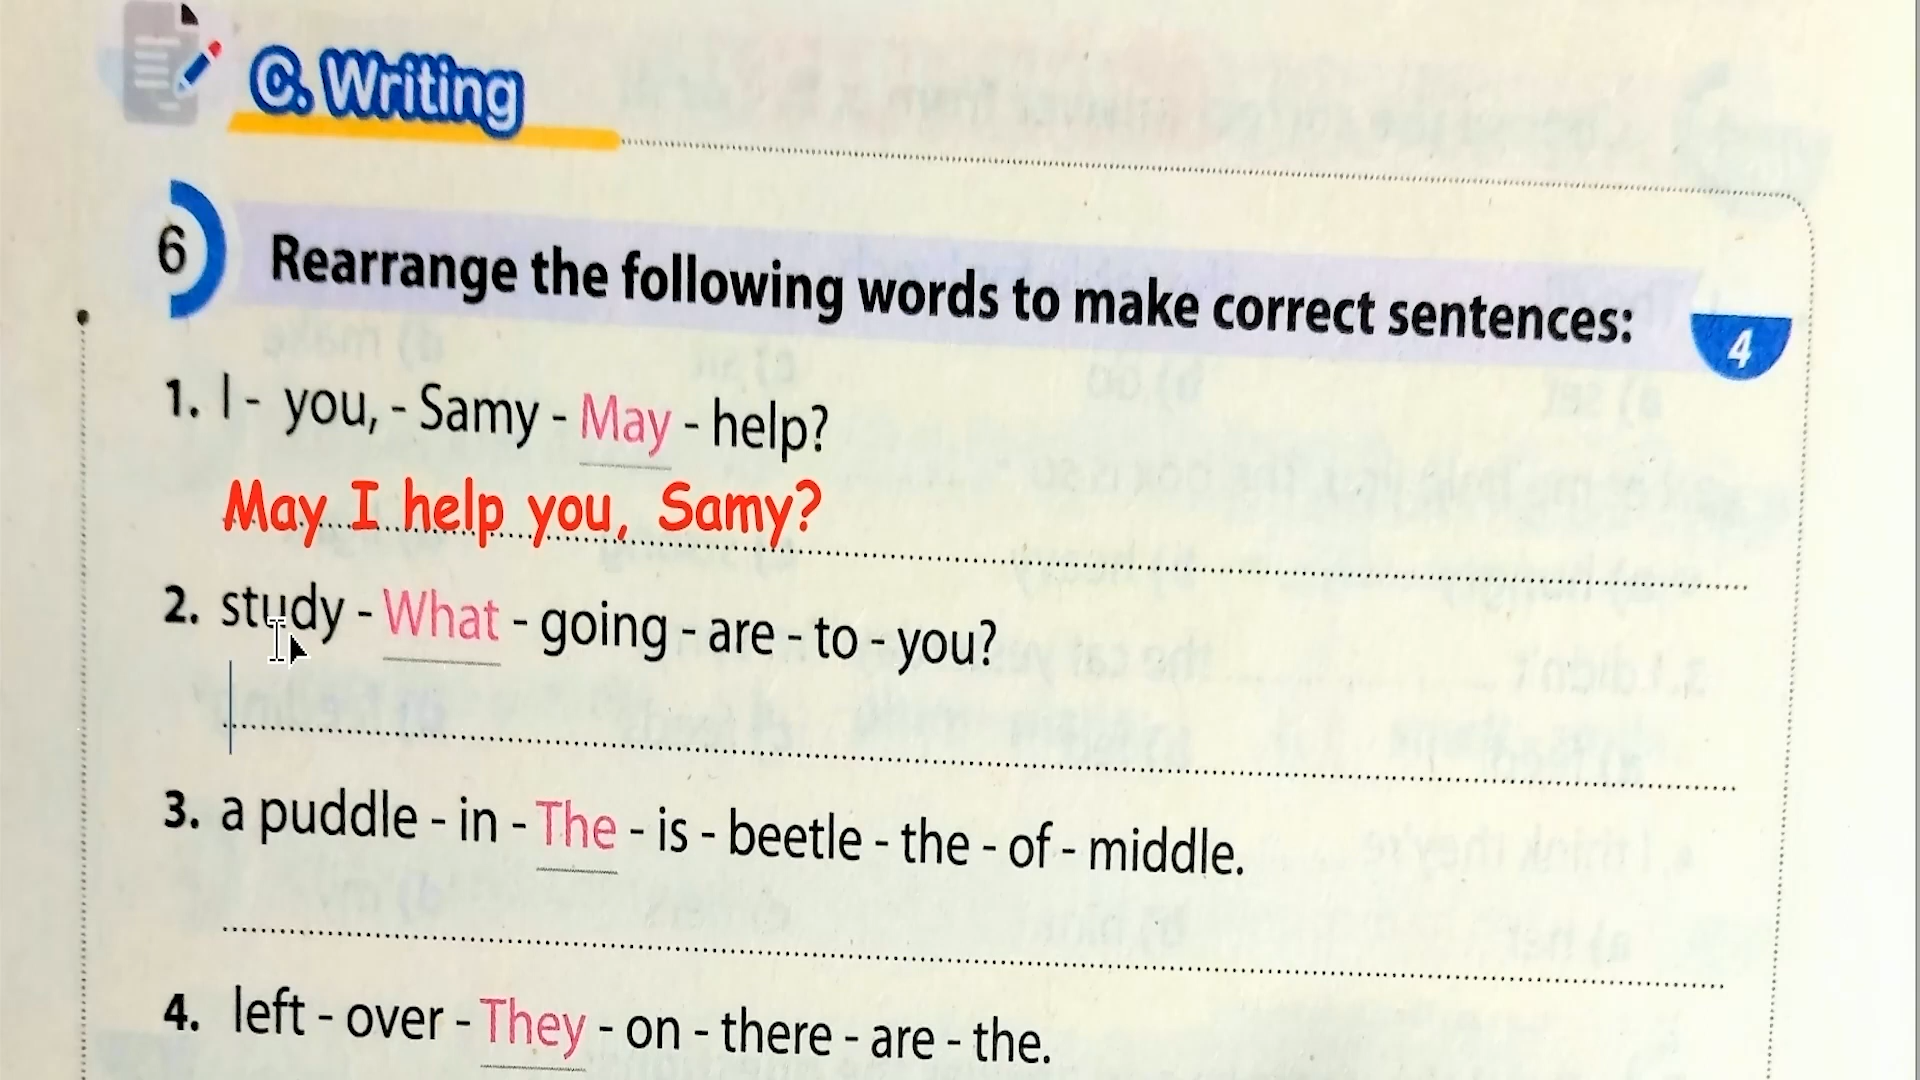 C. Writing
6 Rearrange the following words to make correct sentences: 4
1. I - you, - Samy - May - help?
May I help you, Samy?
2. study - What - going - are - to - you?
3. a puddle - in - The - is - beetle - the - of - middle.
4. left - over - They - on - there - are - the.